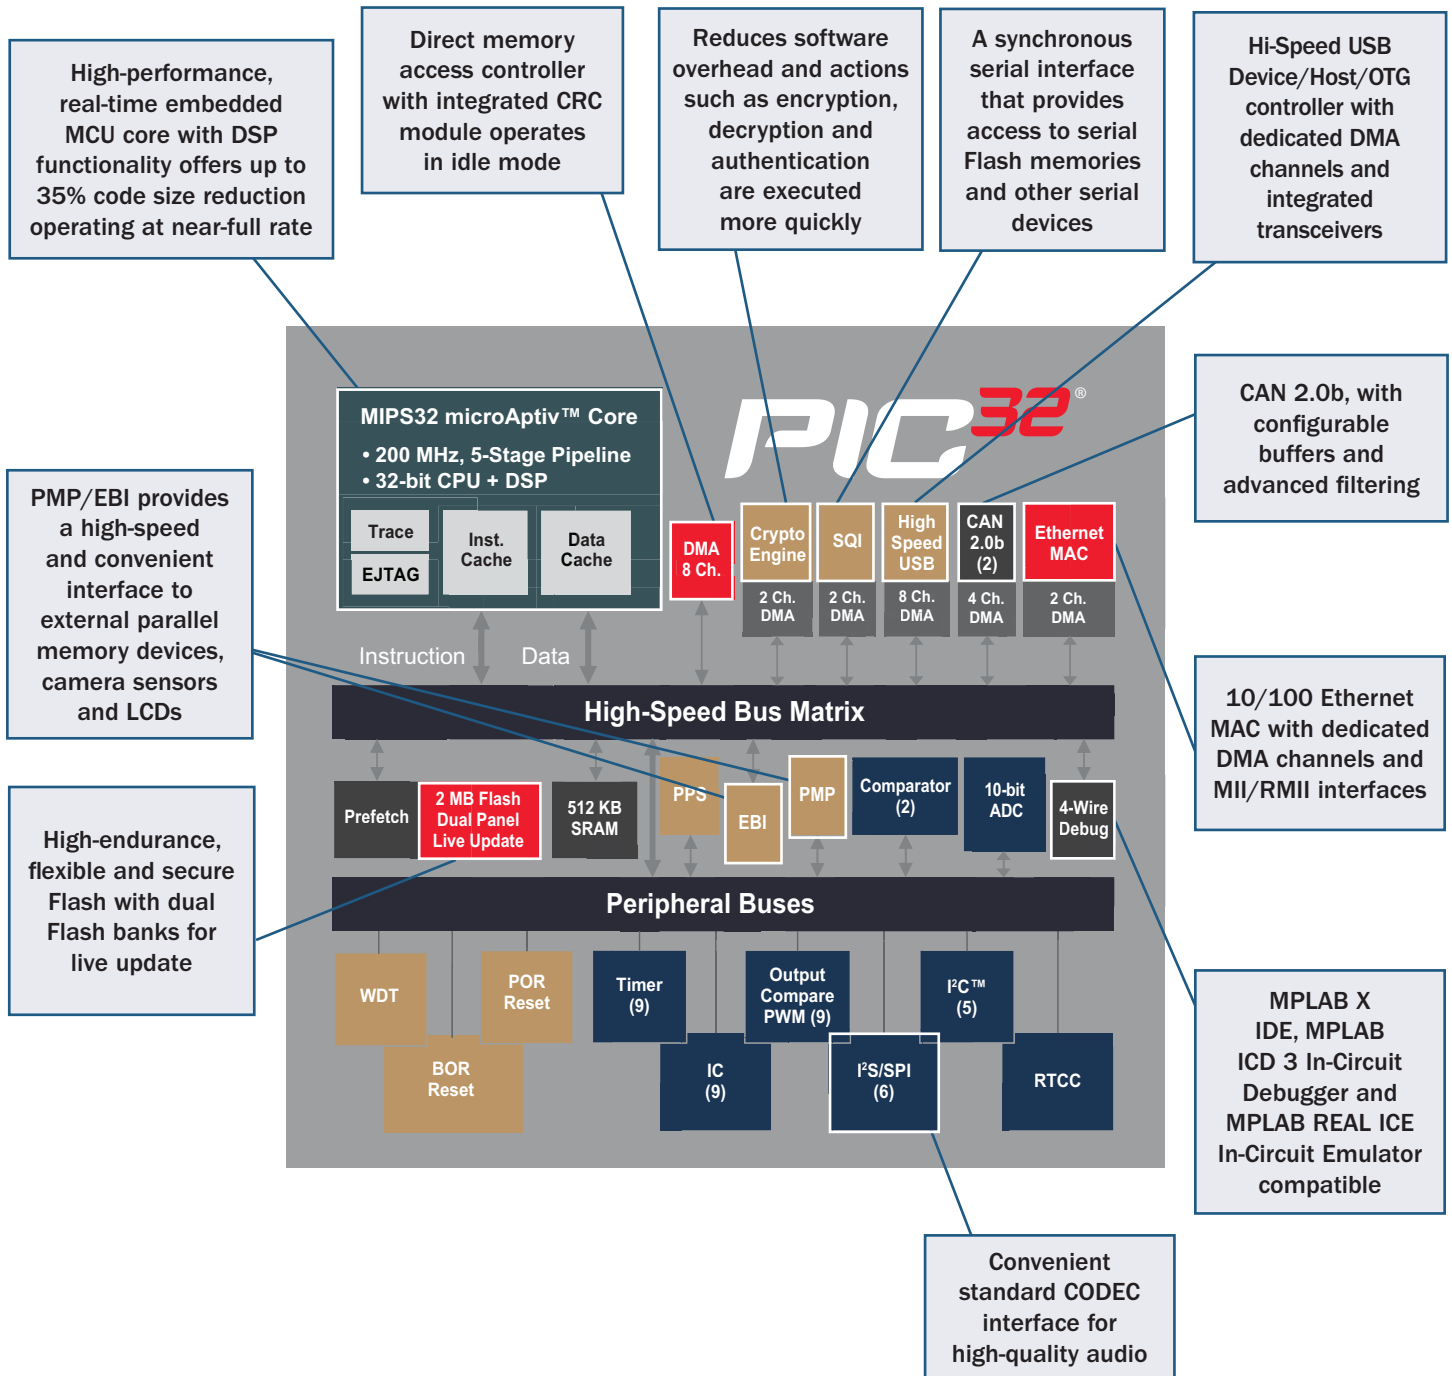 High-performance,
real-time embedded
MCU core with DSP
functionality offers up to
35% code size reduction
operating at near-full rate
Direct memory
access controller
with integrated CRC
module operates
in idle mode
Reduces software
overhead and actions
such as encryption,
decryption and
authentication
are executed
more quickly
A synchronous
serial interface
that provides
access to serial
Flash memories
and other serial
devices
Hi-Speed USB
Device/Host/OTG
controller with
dedicated DMA
channels and
integrated
transceivers
PIC32®
MIPS32 microAptiv™ Core
• 200 MHz, 5-Stage Pipeline
• 32-bit CPU + DSP
Trace
EJTAG
Inst.
Cache
Data
Cache
DMA
8 Ch.
Crypto
Engine
2 Ch.
DMA
SQI
2 Ch.
DMA
High
Speed
USB
8 Ch.
DMA
CAN
2.0b
(2)
4 Ch.
DMA
Ethernet
MAC
2 Ch.
DMA
CAN 2.0b, with
configurable
buffers and
advanced filtering
PMP/EBI provides
a high-speed
and convenient
interface to
external parallel
memory devices,
camera sensors
and LCDs
Instruction
Data
High-Speed Bus Matrix
10/100 Ethernet
MAC with dedicated
DMA channels and
MII/RMII interfaces
Prefetch
2 MB Flash
Dual Panel
Live Update
512 KB
SRAM
PPS
EBI
PMP
Comparator
(2)
10-bit
ADC
4-Wire
Debug
High-endurance,
flexible and secure
Flash with dual
Flash banks for
live update
Peripheral Buses
WDT
BOR
Reset
POR
Reset
Timer
(9)
IC
(9)
Output
Compare
PWM (9)
I²S/SPI
(6)
I²C™
(5)
RTCC
MPLAB X
IDE, MPLAB
ICD 3 In-Circuit
Debugger and
MPLAB REAL ICE
In-Circuit Emulator
compatible
Convenient
standard CODEC
interface for
high-quality audio